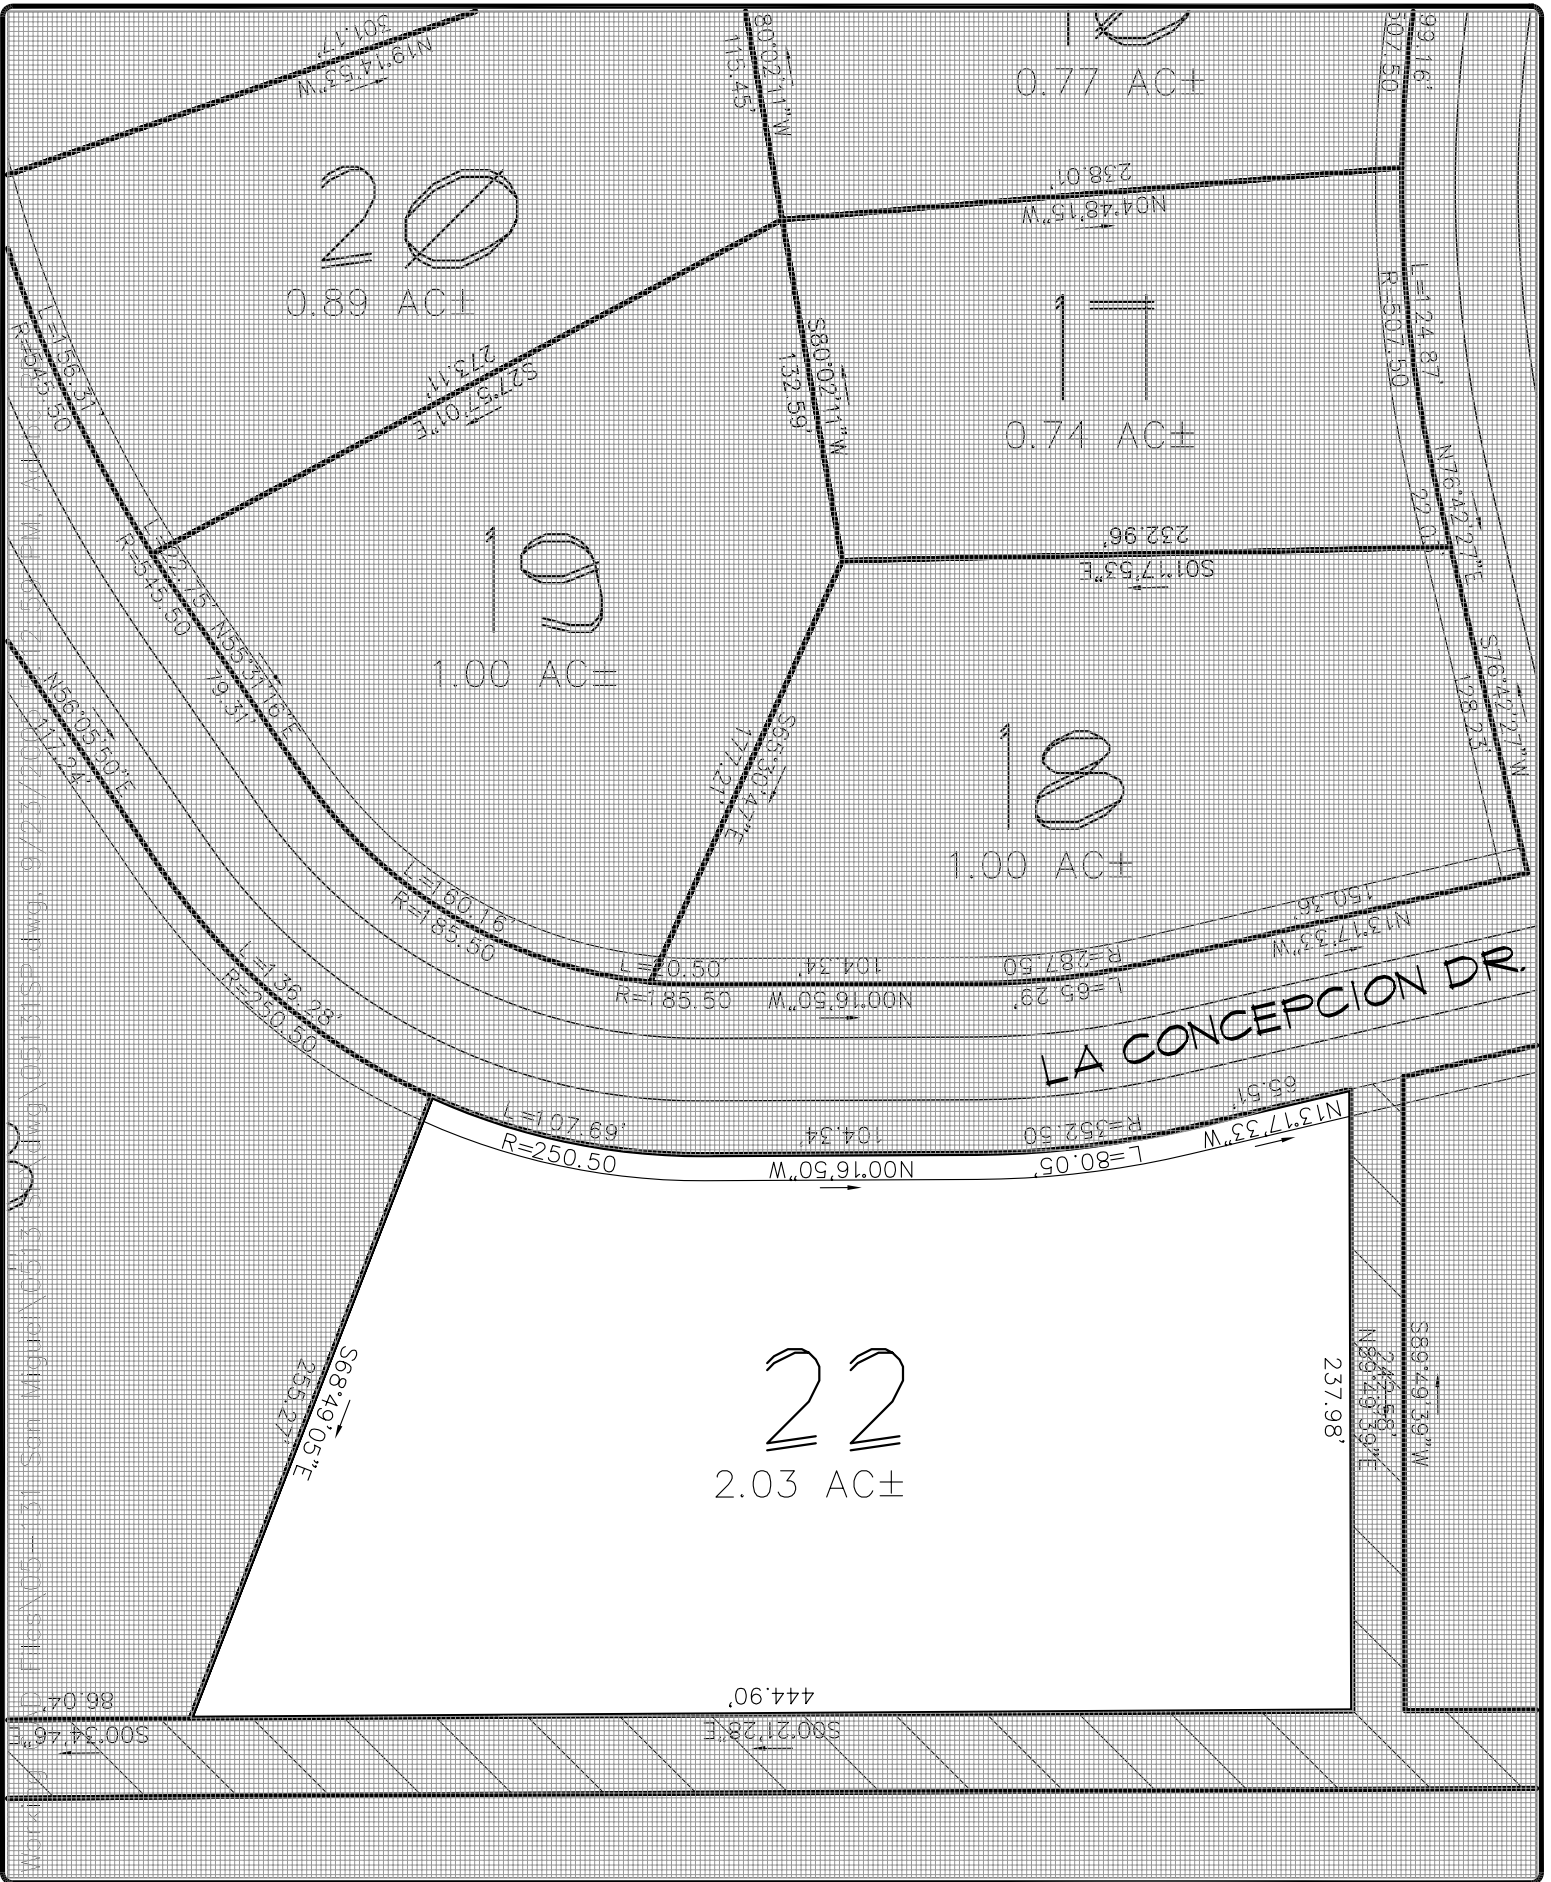 301.17'
N19°14'53"W
80°02'11"W
115.45'
0.77 AC±
507.50
99.16'
20
0.89 AC±
238.01'
N04°48'15"W
L=156.31'
R=545.50
273.11'
S27°57'01"E
S80°02'11"W
132.59'
17
0.74 AC±
L=124.87'
R=507.50
N76°42'27"E
22.01'
232.96'
S01°17'53"E
L=22.75'
R=545.50
19
1.00 AC±
N55°31'16"E
79.31'
S76°42'27"W
128.23'
N56°05'50"E
117.24'
S65°30'47"E
177.21'
18
1.00 AC±
L=160.16'
R=185.50
L=20.50'
R=185.50
104.34'
N00°16'50"W
R=287.50
L=65.29'
150.36'
N13°17'33"W
L=136.28'
R=250.50
LA CONCEPCION DR.
L=107.69'
R=250.50
104.34'
N00°16'50"W
R=352.50
L=80.05'
65.51'
N13°17'33"W
S68°49'05"E
255.27'
22
2.03 AC±
237.98'
N89°49'39"E
S89°49'39"W
444.90'
S00°21'28"E
86.04'
S00°34'46"E